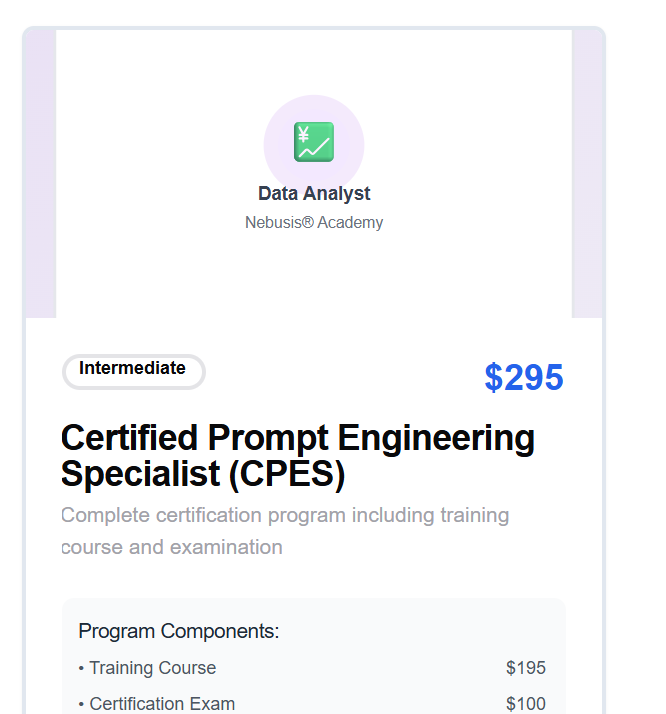 ¥
Data Analyst
Nebusis® Academy
Intermediate
$295
Certified Prompt Engineering
Specialist (CPES)
Complete certification program including training
course and examination
Program Components:
• Training Course $195
• Certification Exam $100